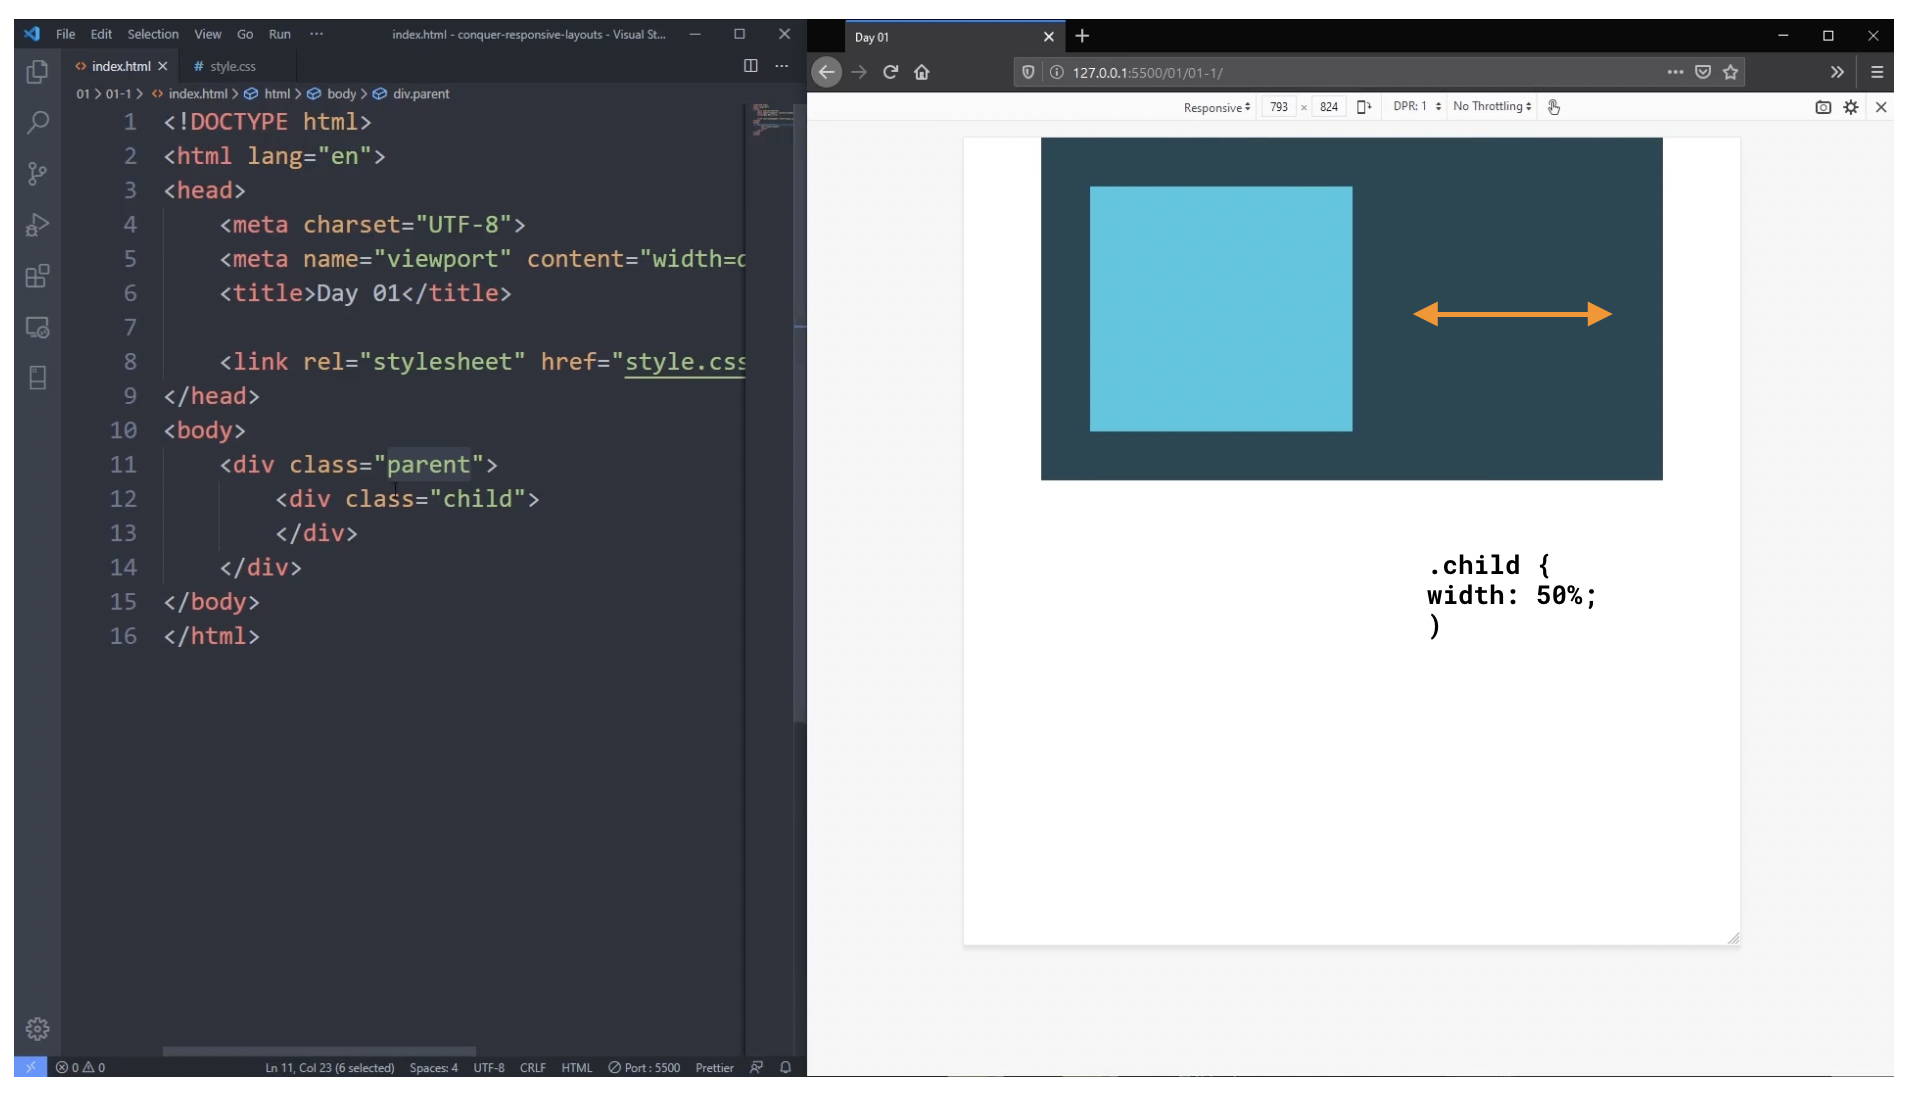 File Edit Selection View Go Run ··· index.html - conquer-responsive-layouts - Visual St...
index.html # style.css
01 > 01-1 > <> index.html > html > body > div.parent
1 <!DOCTYPE html>
2 <html lang="en">
3 <head>
4 <meta charset="UTF-8">
5 <meta name="viewport" content="width=d
6 <title>Day 01</title>
7
8 <link rel="stylesheet" href="style.css
9 </head>
10 <body>
11 <div class="parent">
12 <div class="child">
13 </div>
14 </div>
15 </body>
16 </html>
0 0 Ln 11, Col 23 (6 selected) Spaces: 4 UTF-8 CRLF HTML Port : 5500 Prettier
Day 01
127.0.0.1:5500/01/01-1/
Responsive 793 × 824 DPR: 1 No Throttling
.child {
width: 50%;
)